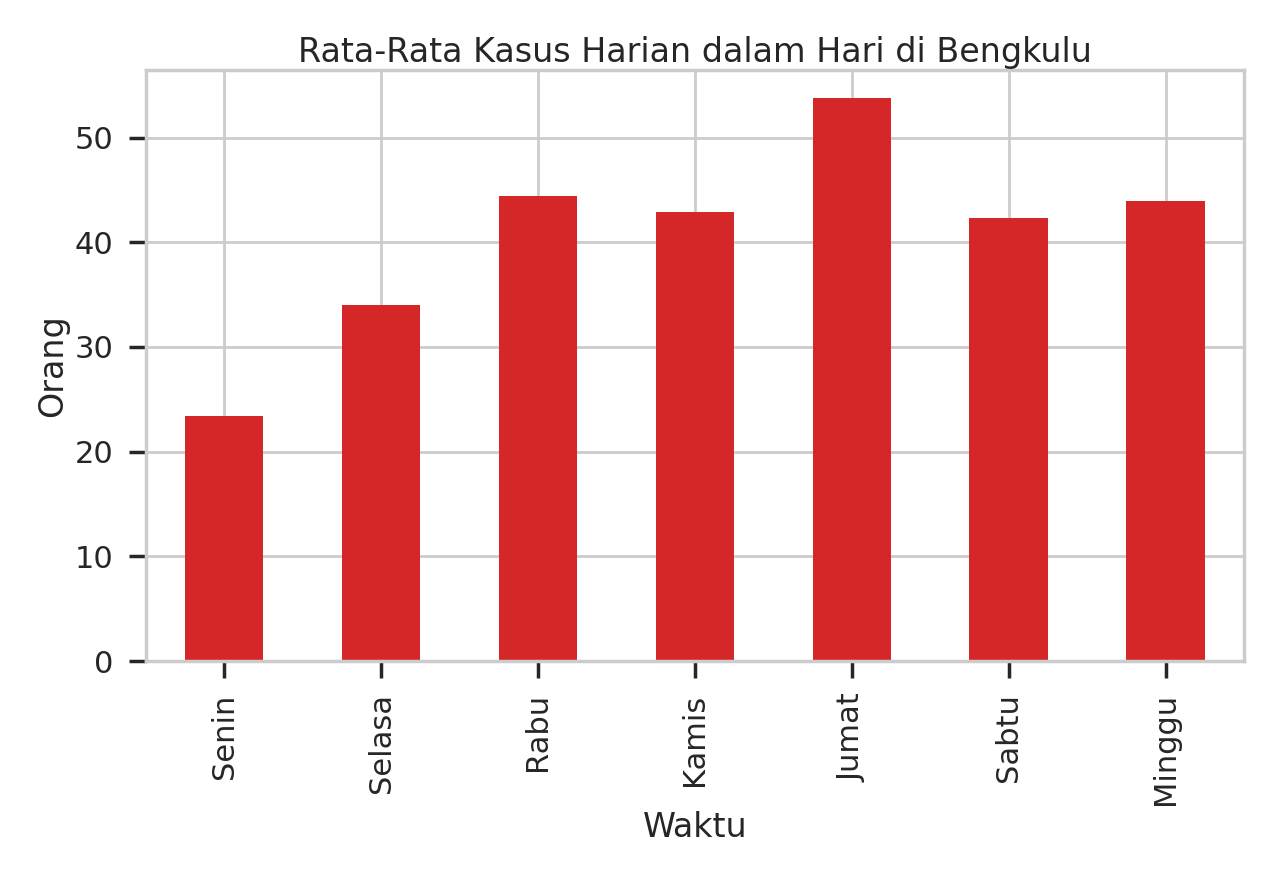 Rata-Rata Kasus Harian dalam Hari di Bengkulu
Orang
50
40
30
20
10
0
Senin
Selasa
Rabu
Kamis
Jumat
Sabtu
Minggu
Waktu